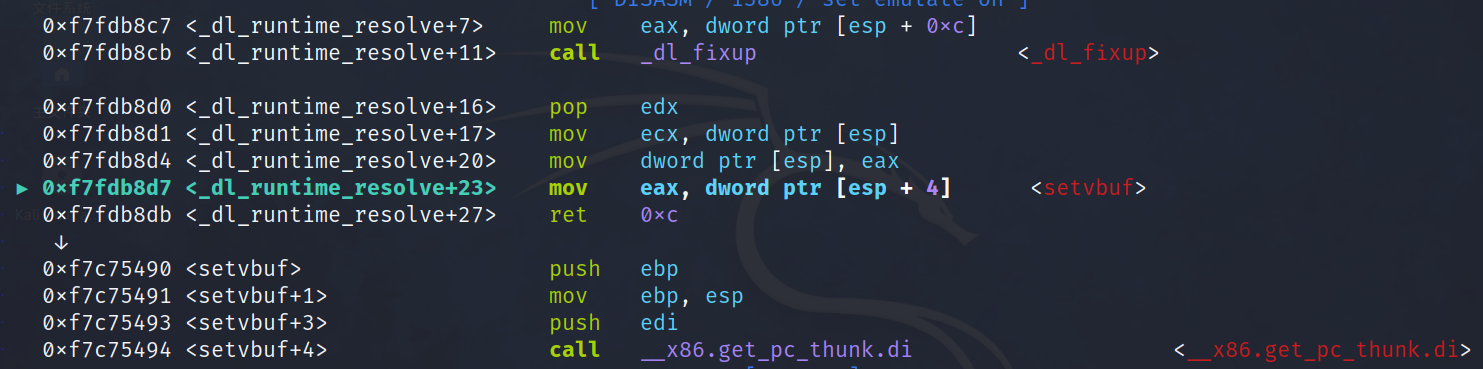 [ DISASM / i386 / set emulate on ]
0×f7fdb8c7 <_dl_runtime_resolve+7> mov eax, dword ptr [esp + 0×c]
0×f7fdb8cb <_dl_runtime_resolve+11> call _dl_fixup <_dl_fixup>
0×f7fdb8d0 <_dl_runtime_resolve+16> pop edx
0×f7fdb8d1 <_dl_runtime_resolve+17> mov ecx, dword ptr [esp]
0×f7fdb8d4 <_dl_runtime_resolve+20> mov dword ptr [esp], eax
► 0×f7fdb8d7 <_dl_runtime_resolve+23> mov eax, dword ptr [esp + 4] <setvbuf>
0×f7fdb8db <_dl_runtime_resolve+27> ret 0×c
↓
0×f7c75490 <setvbuf> push ebp
0×f7c75491 <setvbuf+1> mov ebp, esp
0×f7c75493 <setvbuf+3> push edi
0×f7c75494 <setvbuf+4> call __x86.get_pc_thunk.di <__x86.get_pc_thunk.di>